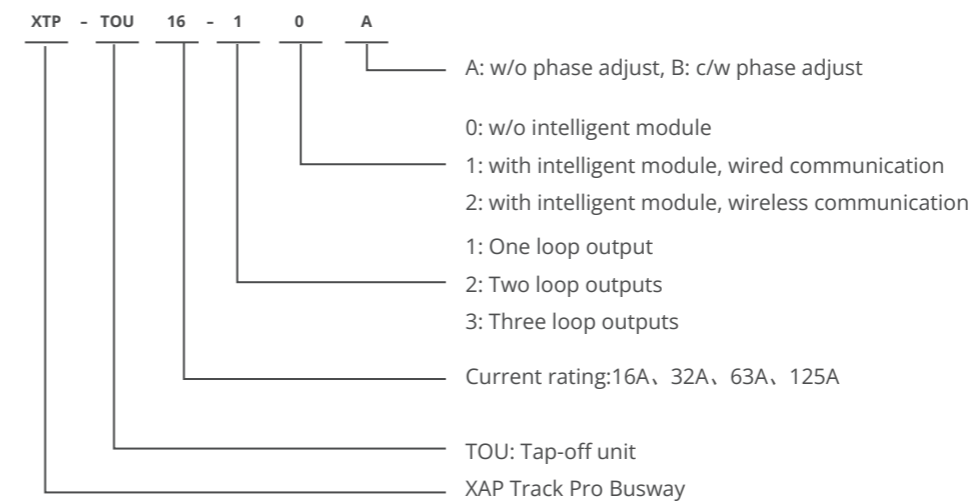 XTP – TOU 16 – 1 0 A
A: w/o phase adjust, B: c/w phase adjust
0: w/o intelligent module
1: with intelligent module, wired communication
2: with intelligent module, wireless communication
1: One loop output
2: Two loop outputs
3: Three loop outputs
Current rating:16A、32A、63A、125A
TOU: Tap-off unit
XAP Track Pro Busway